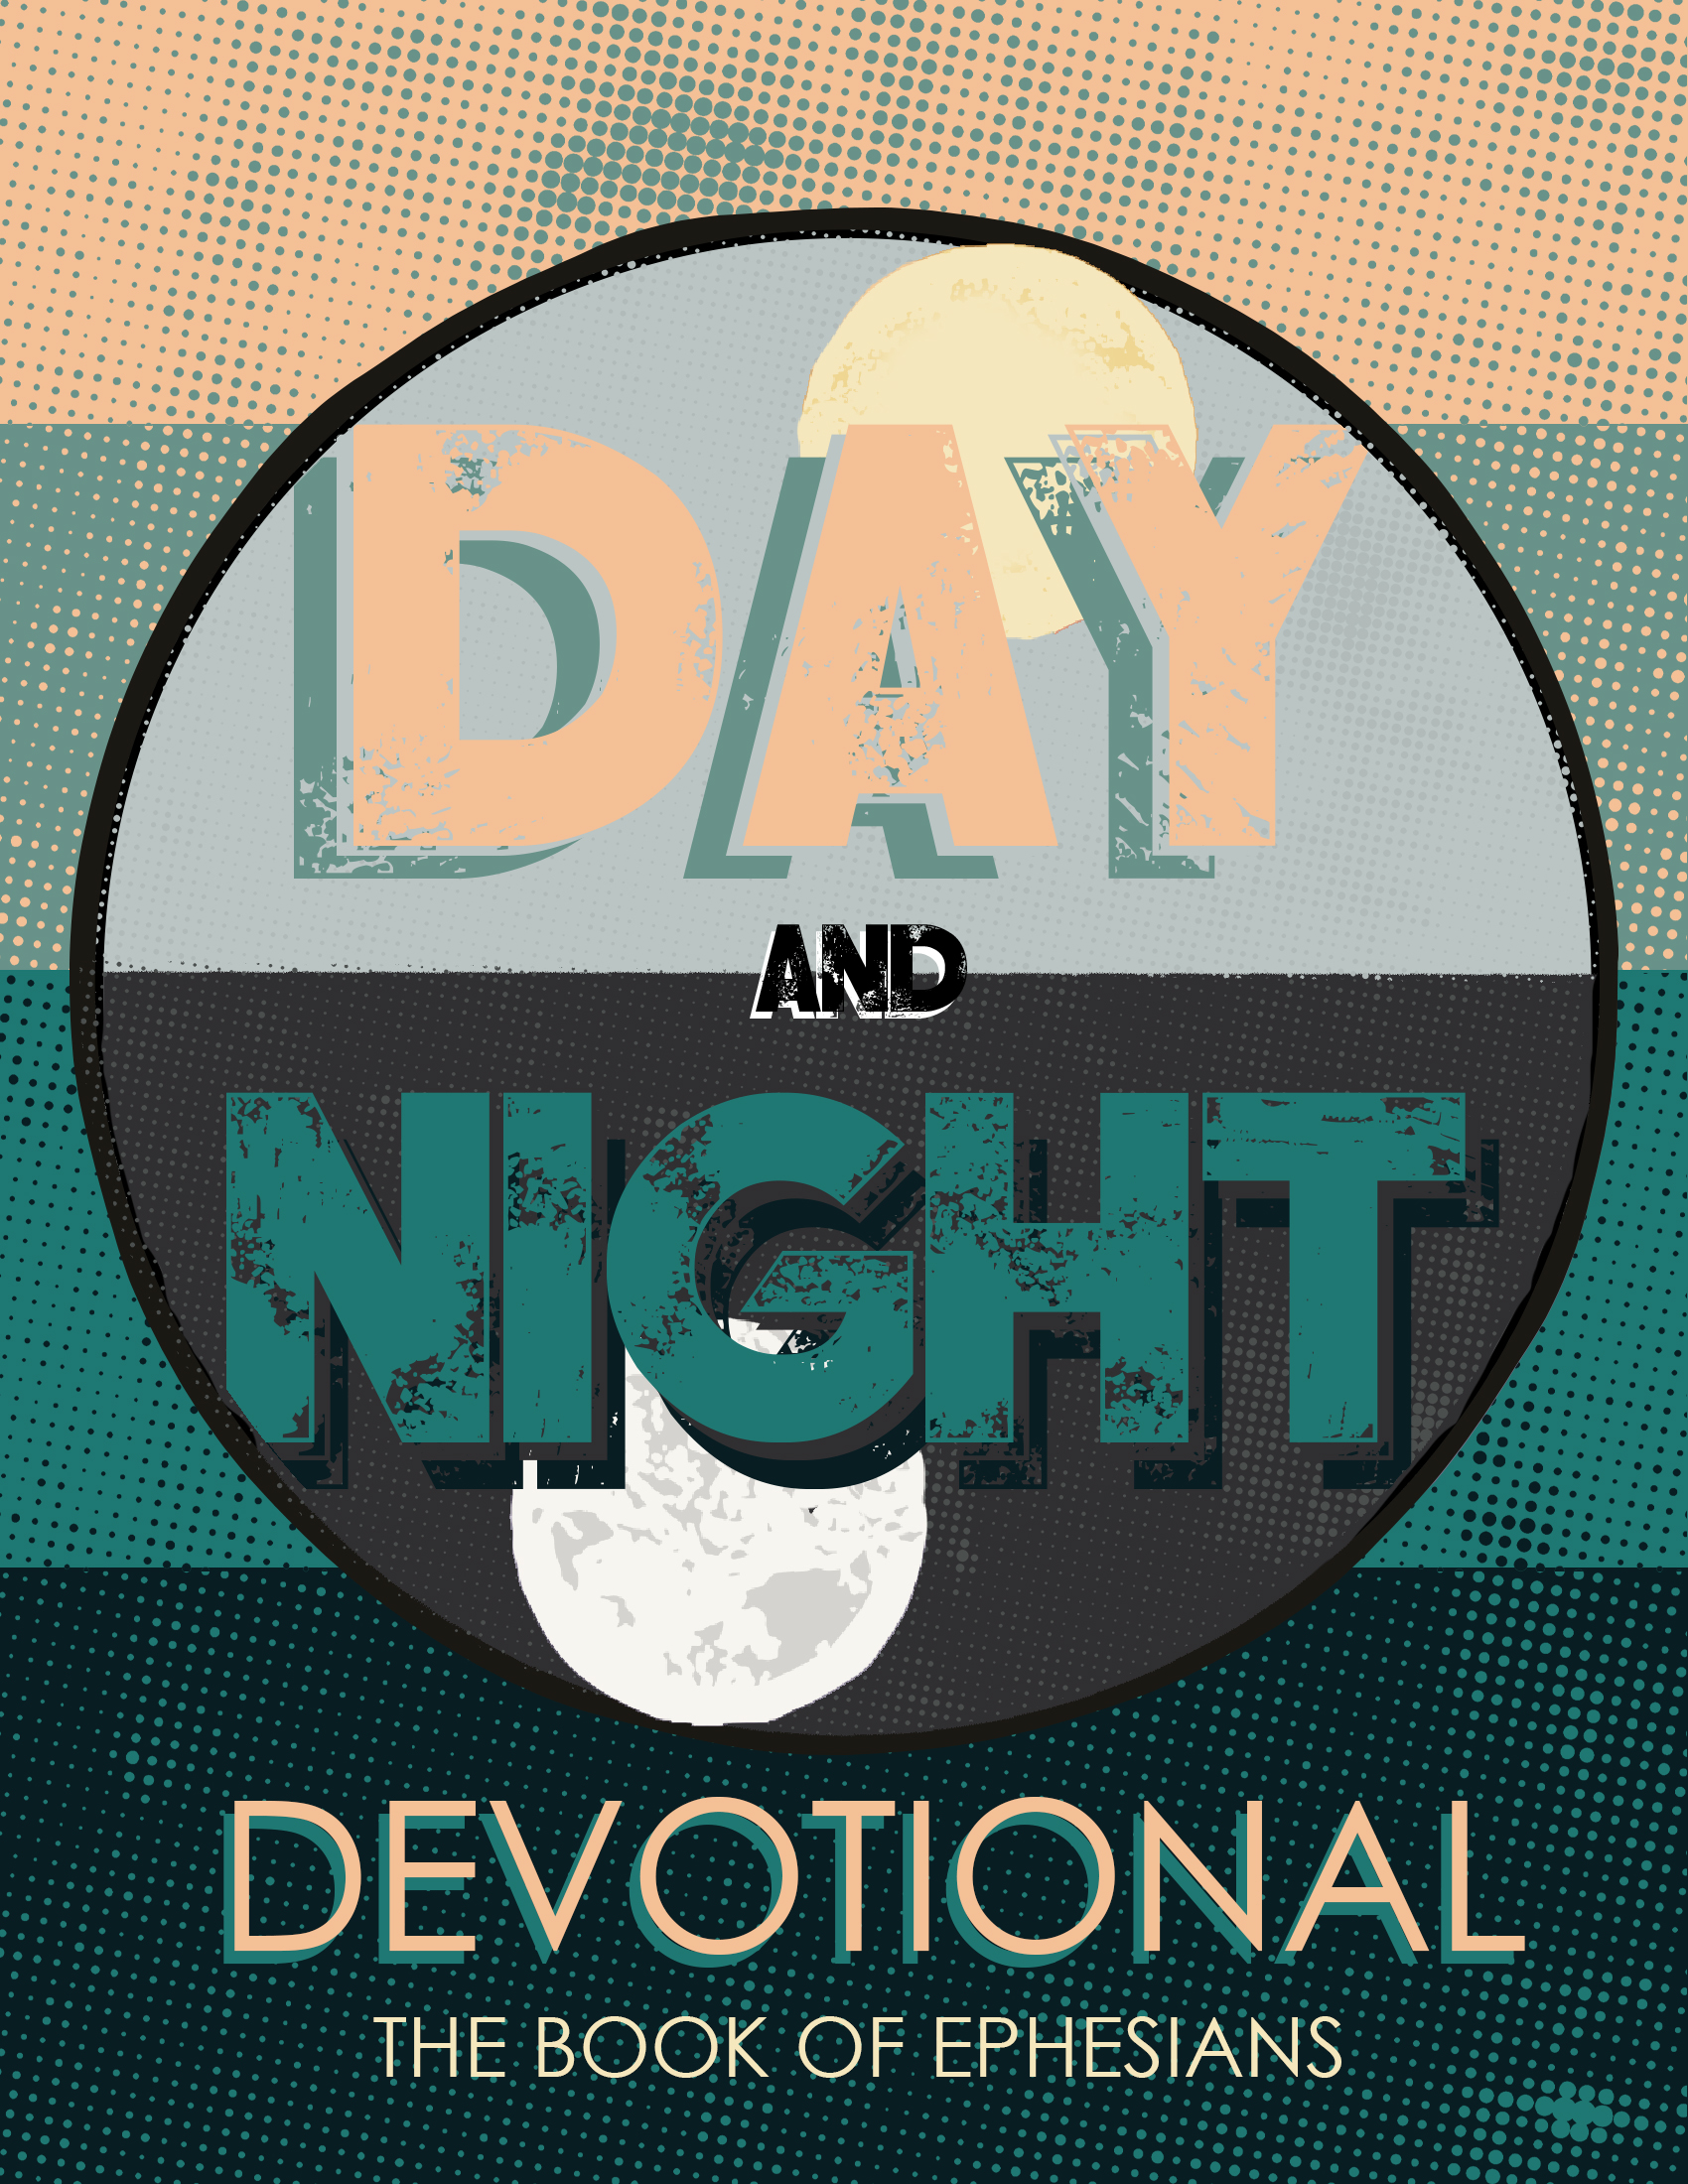 DAY
AND
NIGHT
DEVOTIONAL
THE BOOK OF EPHESIANS